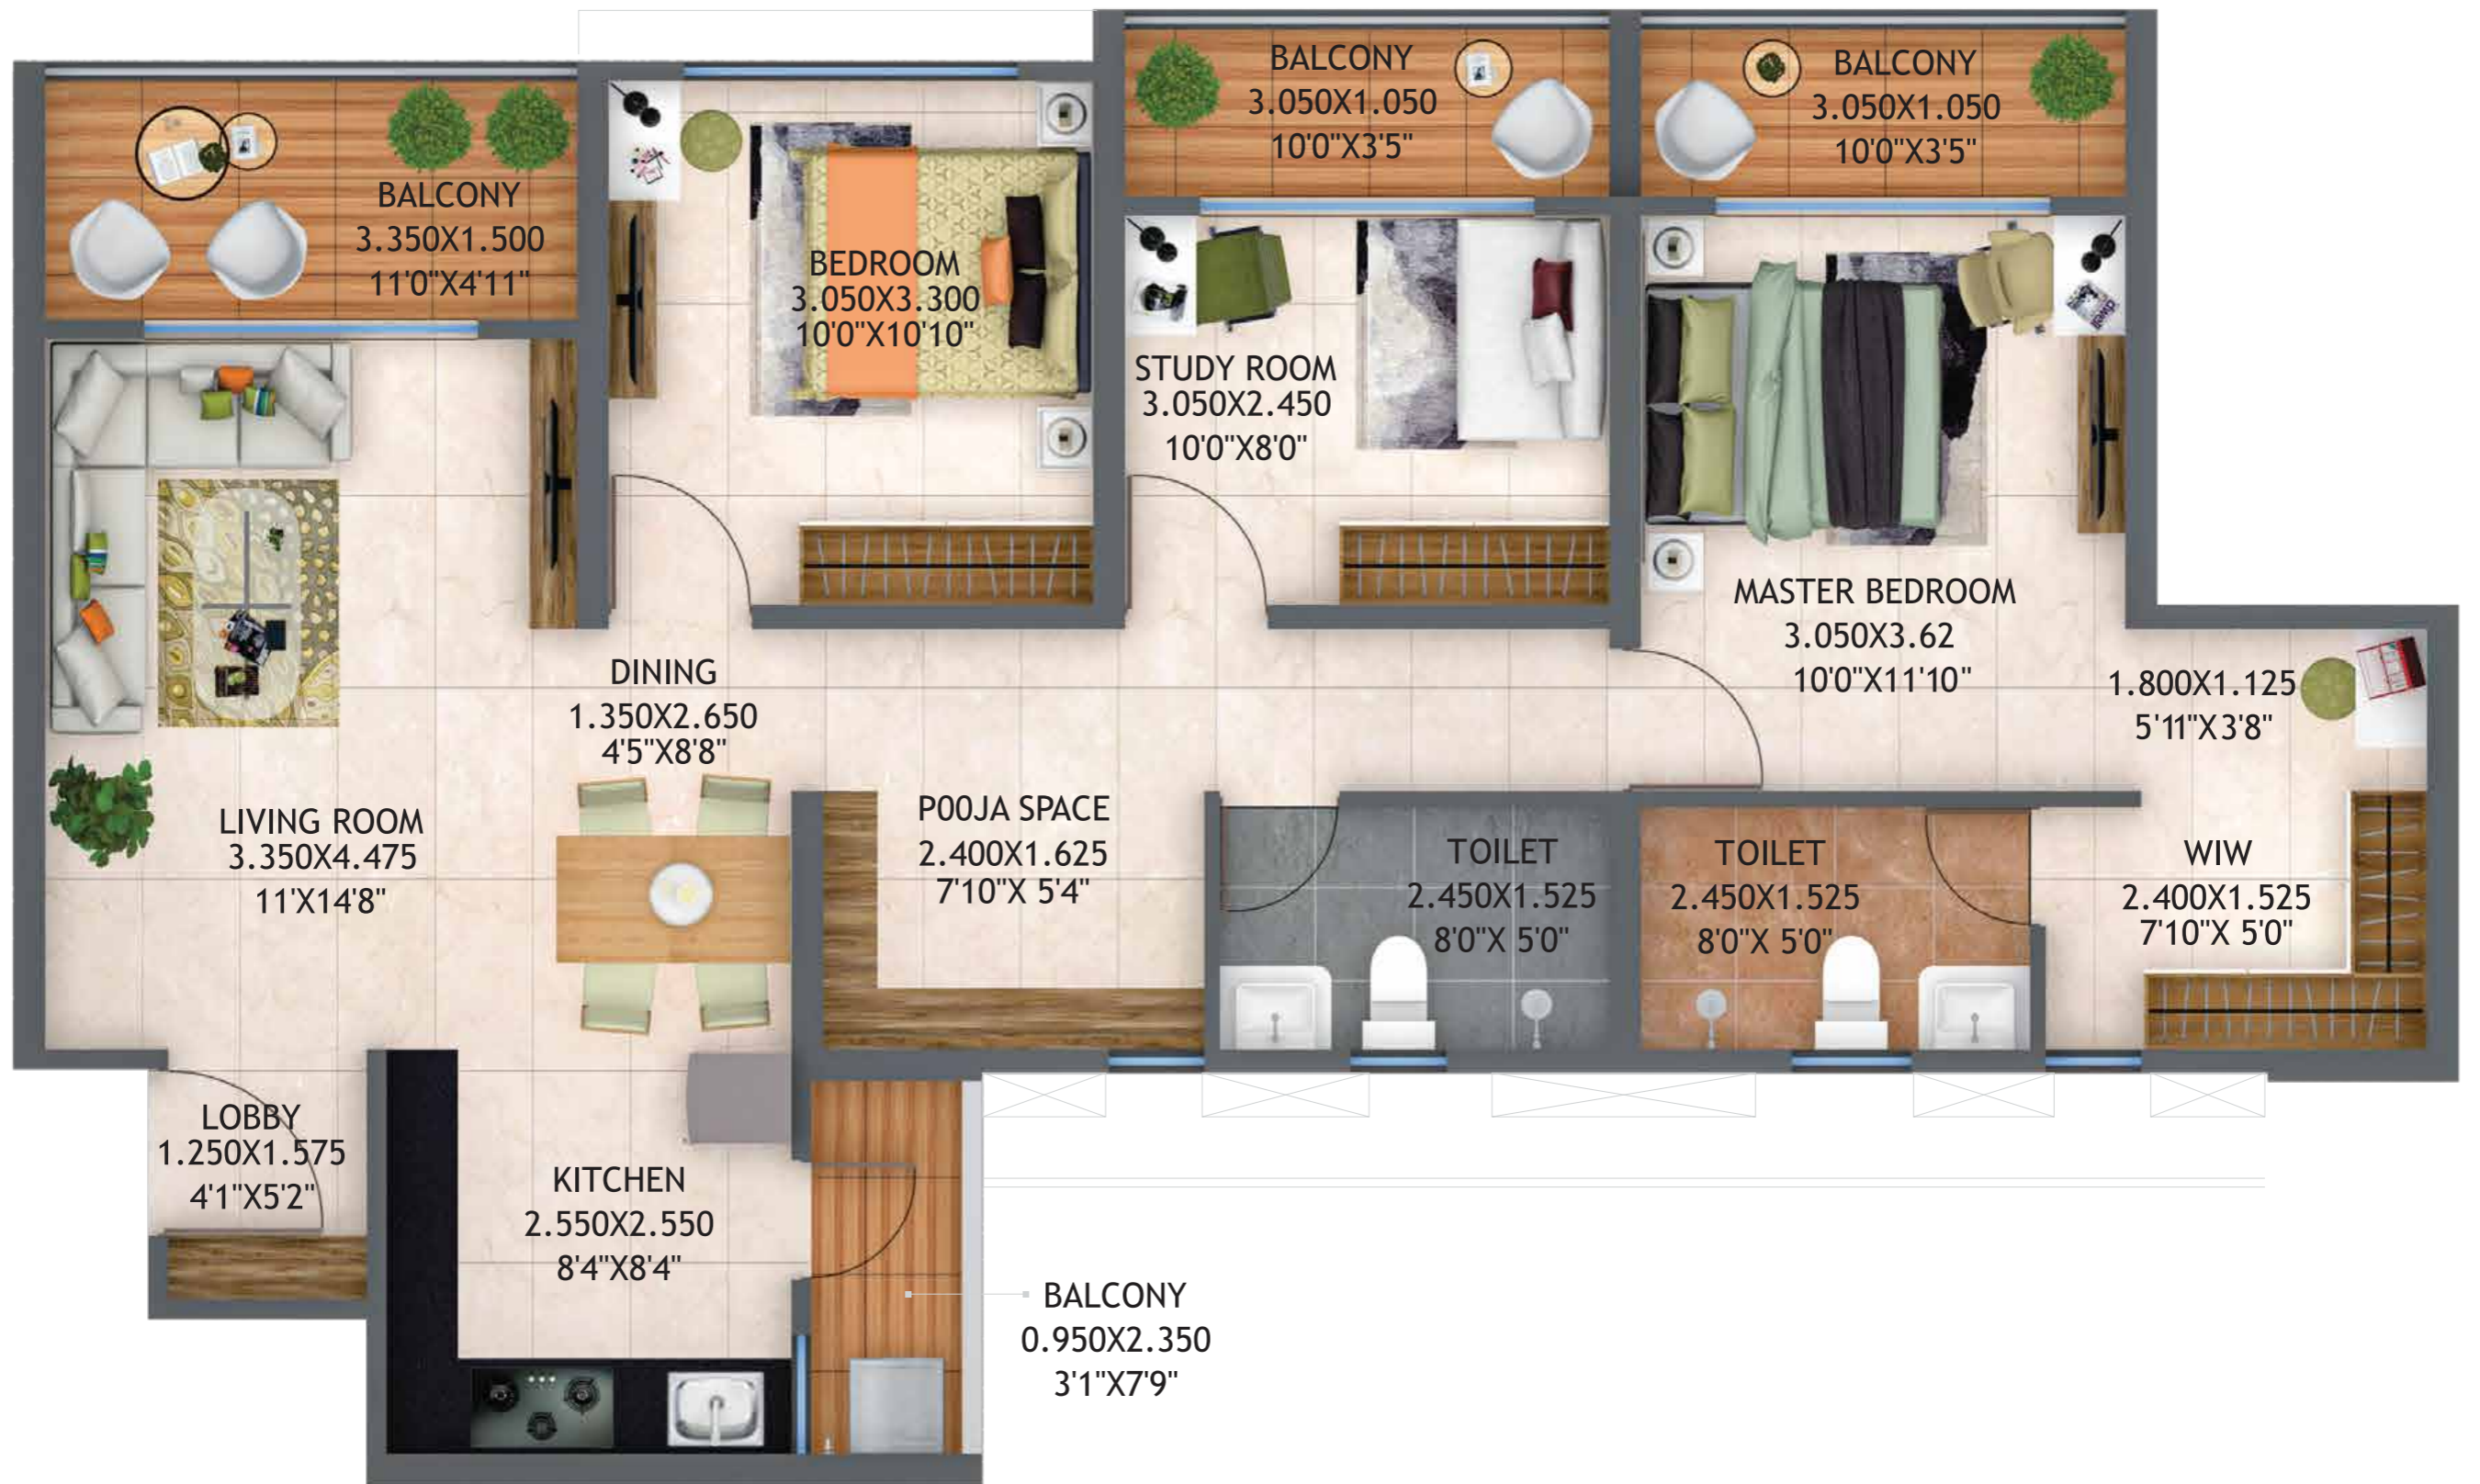 BALCONY
3.350X1.500
11'0"X4'11"
BEDROOM
3.050X3.300
10'0"X10'10"
BALCONY
3.050X1.050
10'0"X3'5"
BALCONY
3.050X1.050
10'0"X3'5"
STUDY ROOM
3.050X2.450
10'0"X8'0"
MASTER BEDROOM
3.050X3.62
10'0"X11'10"
1.800X1.125
5'11"X3'8"
DINING
1.350X2.650
4'5"X8'8"
LIVING ROOM
3.350X4.475
11'X14'8"
P00JA SPACE
2.400X1.625
7'10"X 5'4"
TOILET
2.450X1.525
8'0"X 5'0"
TOILET
2.450X1.525
8'0"X 5'0"
WIW
2.400X1.525
7'10"X 5'0"
LOBBY
1.250X1.575
4'1"X5'2"
KITCHEN
2.550X2.550
8'4"X8'4"
BALCONY
0.950X2.350
3'1"X7'9"